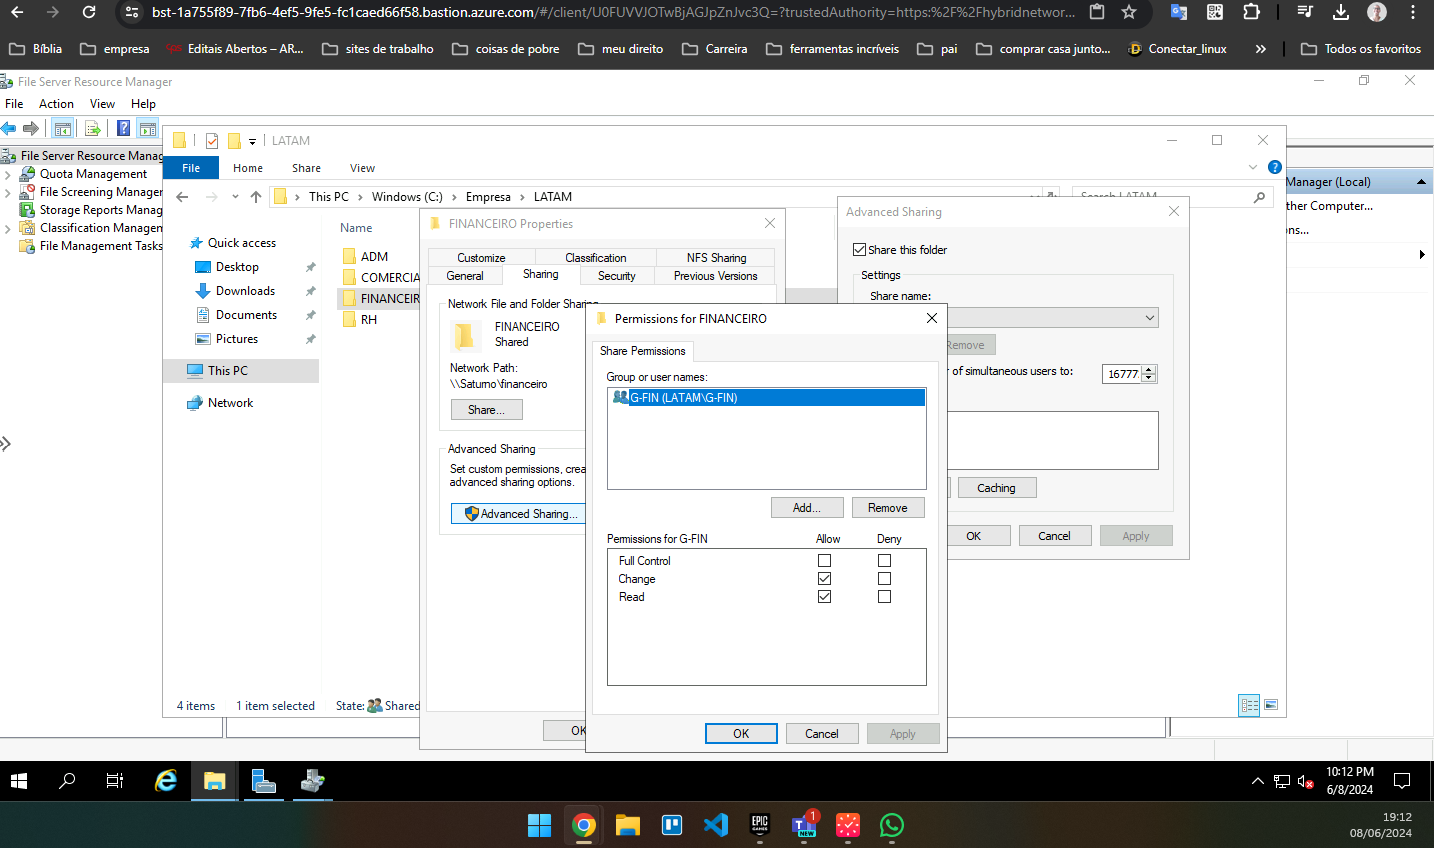 bst-1a755f89-7fb6-4ef5-9fe5-fc1caed66f58.bastion.azure.com/#/client/U0FUVVJOTwBjAGJpZnJvc3Q=?trustedAuthority=https:%2F%2Fhybridnetwor...
Bíblia
empresa
Editais Abertos – AR...
sites de trabalho
coisas de pobre
meu direito
Carreira
ferramentas incríveis
pai
comprar casa junto...
Conectar_linux
Todos os favoritos
File Server Resource Manager
File Action View Help
File Server Resource Manag
Quota Management
File Screening Manager
Storage Reports Manag
Classification Managen
File Management Tasks
LATAM
File Home Share View
This PC > Windows (C:) > Empresa > LATAM
Search LATAM
Quick access
Desktop
Downloads
Documents
Pictures
This PC
Network
Name
ADM
COMERCIA
FINANCEIR
RH
4 items 1 item selected State: Shared
Manager (Local)
ther Computer...
ons...
FINANCEIRO Properties
Customize Classification NFS Sharing
General Sharing Security Previous Versions
Network File and Folder Sharing
FINANCEIRO
Shared
Network Path:
\\Saturno\financeiro
Share...
Advanced Sharing
Set custom permissions, crea
advanced sharing options.
Advanced Sharing...
OK
Advanced Sharing
Share this folder
Settings
Share name:
Remove
r of simultaneous users to:
16777
Caching
OK Cancel Apply
Permissions for FINANCEIRO
Share Permissions
Group or user names:
G-FIN (LATAM\G-FIN)
Add... Remove
Permissions for G-FIN Allow Deny
Full Control
Change
Read
OK Cancel Apply
10:12 PM
6/8/2024
EPIC
GAMES
1
NEW
19:12
08/06/2024